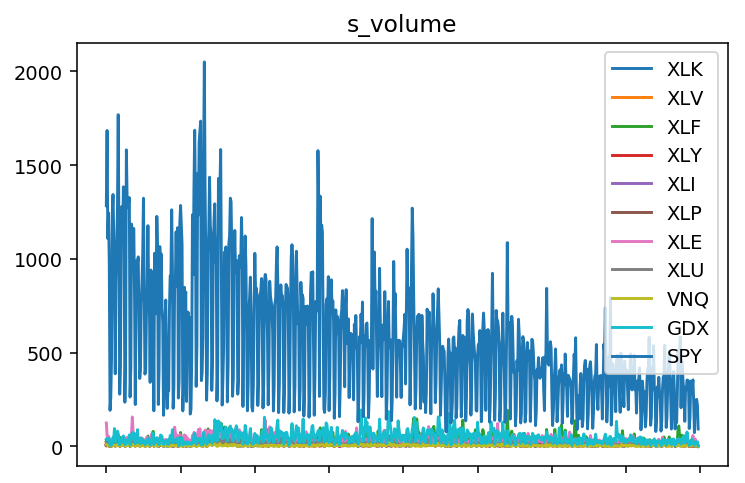 s_volume
2000
1500
1000
500
0
XLK
XLV
XLF
XLY
XLI
XLP
XLE
XLU
VNQ
GDX
SPY